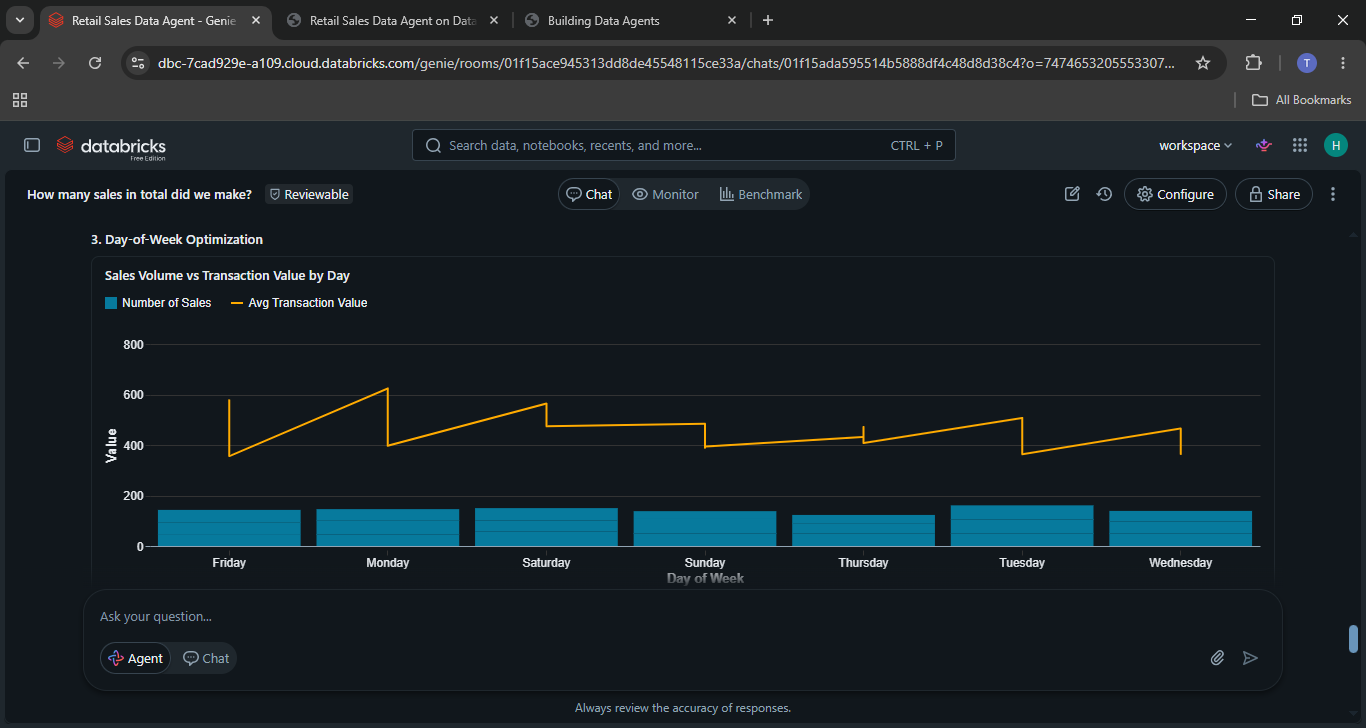 Retail Sales Data Agent - Genie
Retail Sales Data Agent on Data
Building Data Agents
dbc-7cad929e-a109.cloud.databricks.com/genie/rooms/01f15ace945313dd8de45548115ce33a/chats/01f15ada595514b5888df4c48d8d38c4?o=7474653205553307...
T
All Bookmarks
databricks
Free Edition
Search data, notebooks, recents, and more...
CTRL + P
workspace
H
How many sales in total did we make?
Reviewable
Chat
Monitor
Benchmark
Configure
Share
3. Day-of-Week Optimization
Sales Volume vs Transaction Value by Day
Number of Sales
Avg Transaction Value
800
600
400
200
0
Value
Friday
Monday
Saturday
Sunday
Thursday
Tuesday
Wednesday
Day of Week
Ask your question...
Agent
Chat
Always review the accuracy of responses.